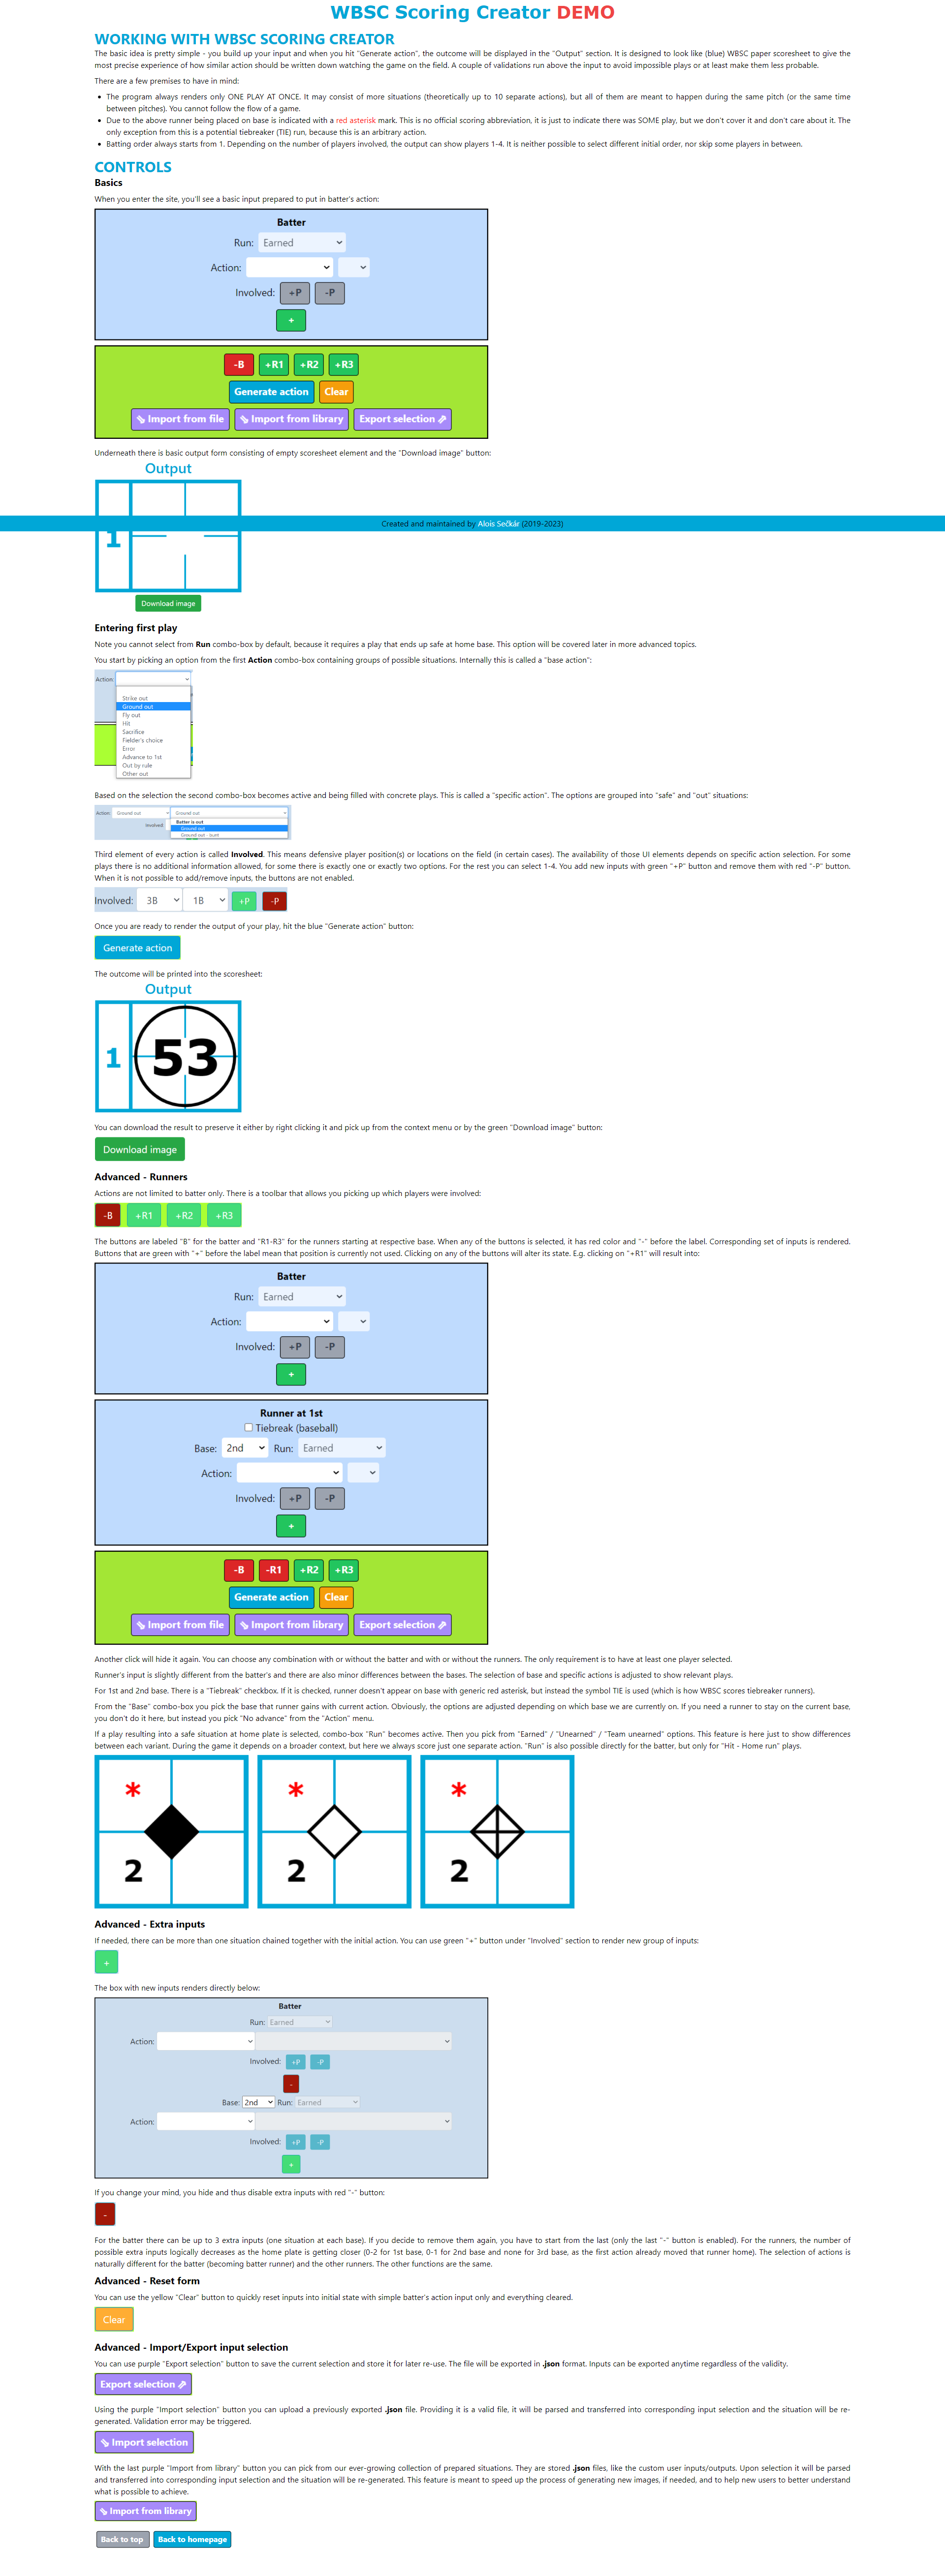 WBSC Scoring Creator DEMO
WORKING WITH WBSC SCORING CREATOR
The basic idea is pretty simple - you build up your input and when you hit "Generate action", the outcome will be displayed in the "Output" section. It is designed to look like (blue) WBSC paper scoresheet to give the
most precise experience of how similar action should be written down watching the game on the field. A couple of validations run above the input to avoid impossible plays or at least make them less probable.
There are a few premises to have in mind:
• The program always renders only ONE PLAY AT ONCE. It may consist of more situations (theoretically up to 10 separate actions), but all of them are meant to happen during the same pitch (or the same time
between pitches). You cannot follow the flow of a game.
• Due to the above runner being placed on base is indicated with a red asterisk mark. This is no official scoring abbreviation, it is just to indicate there was SOME play, but we don't cover it and don't care about it. The
only exception from this is a potential tiebreaker (TIE) run, because this is an arbitrary action.
• Batting order always starts from 1. Depending on the number of players involved, the output can show players 1-4. It is neither possible to select different initial order, nor skip some players in between.
CONTROLS
Basics
When you enter the site, you'll see a basic input prepared to put in batter's action:
Batter
Run: Earned
Action:
Involved: +P -P
+
-B +R1 +R2 +R3
Generate action Clear
⇘ Import from file ⇘ Import from library Export selection ⇗
Underneath there is basic output form consisting of empty scoresheet element and the "Download image" button:
Output
Created and maintained by Alois Sečkár (2019-2023)
1
Download image
Entering first play
Note you cannot select from Run combo-box by default, because it requires a play that ends up safe at home base. This option will be covered later in more advanced topics.
You start by picking an option from the first Action combo-box containing groups of possible situations. Internally this is called a "base action":
Action:
Strike out
Ground out
Fly out
Hit
Sacrifice
Fielder's choice
Error
Advance to 1st
Out by rule
Other out
Based on the selection the second combo-box becomes active and being filled with concrete plays. This is called a "specific action". The options are grouped into "safe" and "out" situations:
Action: Ground out Ground out
Batter is out
Involved: Ground out
Ground out - bunt
Third element of every action is called Involved. This means defensive player position(s) or locations on the field (in certain cases). The availability of those UI elements depends on specific action selection. For some
plays there is no additional information allowed, for some there is exactly one or exactly two options. For the rest you can select 1-4. You add new inputs with green "+P" button and remove them with red "-P" button.
When it is not possible to add/remove inputs, the buttons are not enabled.
Involved: 3B 1B +P -P
Once you are ready to render the output of your play, hit the blue "Generate action" button:
Generate action
The outcome will be printed into the scoresheet:
Output
1 53
You can download the result to preserve it either by right clicking it and pick up from the context menu or by the green "Download image" button:
Download image
Advanced - Runners
Actions are not limited to batter only. There is a toolbar that allows you picking up which players were involved:
-B +R1 +R2 +R3
The buttons are labeled "B" for the batter and "R1-R3" for the runners starting at respective base. When any of the buttons is selected, it has red color and "-" before the label. Corresponding set of inputs is rendered.
Buttons that are green with "+" before the label mean that position is currently not used. Clicking on any of the buttons will alter its state. E.g. clicking on "+R1" will result into:
Batter
Run: Earned
Action:
Involved: +P -P
+
Runner at 1st
Tiebreak (baseball)
Base: 2nd Run: Earned
Action:
Involved: +P -P
+
-B -R1 +R2 +R3
Generate action Clear
⇘ Import from file ⇘ Import from library Export selection ⇗
Another click will hide it again. You can choose any combination with or without the batter and with or without the runners. The only requirement is to have at least one player selected.
Runner's input is slightly different from the batter's and there are also minor differences between the bases. The selection of base and specific actions is adjusted to show relevant plays.
For 1st and 2nd base. There is a "Tiebreak" checkbox. If it is checked, runner doesn't appear on base with generic red asterisk, but instead the symbol TIE is used (which is how WBSC scores tiebreaker runners).
From the "Base" combo-box you pick the base that runner gains with current action. Obviously, the options are adjusted depending on which base we are currently on. If you need a runner to stay on the current base,
you don't do it here, but instead you pick "No advance" from the "Action" menu.
If a play resulting into a safe situation at home plate is selected, combo-box "Run" becomes active. Then you pick from "Earned" / "Unearned" / "Team unearned" options. This feature is here just to show differences
between each variant. During the game it depends on a broader context, but here we always score just one separate action. "Run" is also possible directly for the batter, but only for "Hit - Home run" plays.
* * *
2 2 2
Advanced - Extra inputs
If needed, there can be more than one situation chained together with the initial action. You can use green "+" button under "Involved" section to render new group of inputs:
+
The box with new inputs renders directly below:
Batter
Run: Earned
Action:
Involved: +P -P
-
Base: 2nd Run: Earned
Action:
Involved: +P -P
+
If you change your mind, you hide and thus disable extra inputs with red "-" button:
-
For the batter there can be up to 3 extra inputs (one situation at each base). If you decide to remove them again, you have to start from the last (only the last "-" button is enabled). For the runners, the number of
possible extra inputs logically decreases as the home plate is getting closer (0-2 for 1st base, 0-1 for 2nd base and none for 3rd base, as the first action already moved that runner home). The selection of actions is
naturally different for the batter (becoming batter runner) and the other runners. The other functions are the same.
Advanced - Reset form
You can use the yellow "Clear" button to quickly reset inputs into initial state with simple batter's action input only and everything cleared.
Clear
Advanced - Import/Export input selection
You can use purple "Export selection" button to save the current selection and store it for later re-use. The file will be exported in .json format. Inputs can be exported anytime regardless of the validity.
Export selection ⇗
Using the purple "Import selection" button you can upload a previously exported .json file. Providing it is a valid file, it will be parsed and transferred into corresponding input selection and the situation will be re-
generated. Validation error may be triggered.
⇘ Import selection
With the last purple "Import from library" button you can pick from our ever-growing collection of prepared situations. They are stored .json files, like the custom user inputs/outputs. Upon selection it will be parsed
and transferred into corresponding input selection and the situation will be re-generated. This feature is meant to speed up the process of generating new images, if needed, and to help new users to better understand
what is possible to achieve.
⇘ Import from library
Back to top Back to homepage